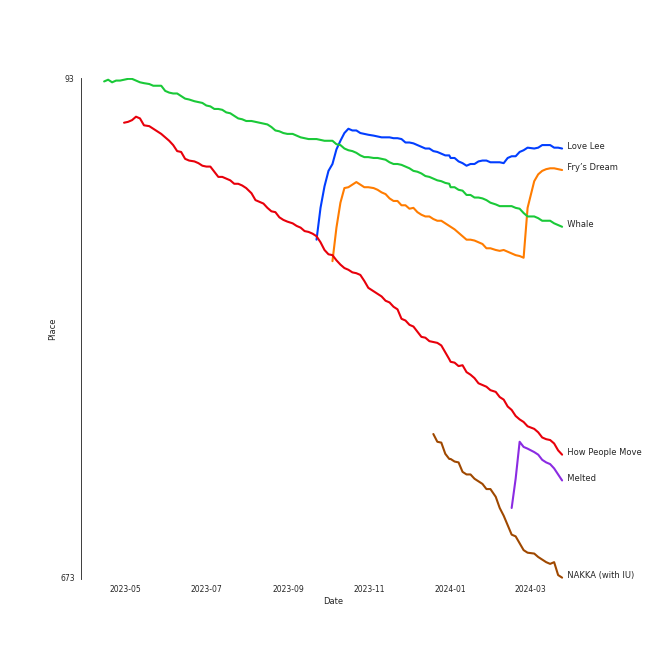 93
Love Lee
Fry's Dream
Whale
Place
How People Move
Melted
NAKKA (with IU)
673
2023-05 2023-07 2023-09 2023-11 2024-01 2024-03
Date